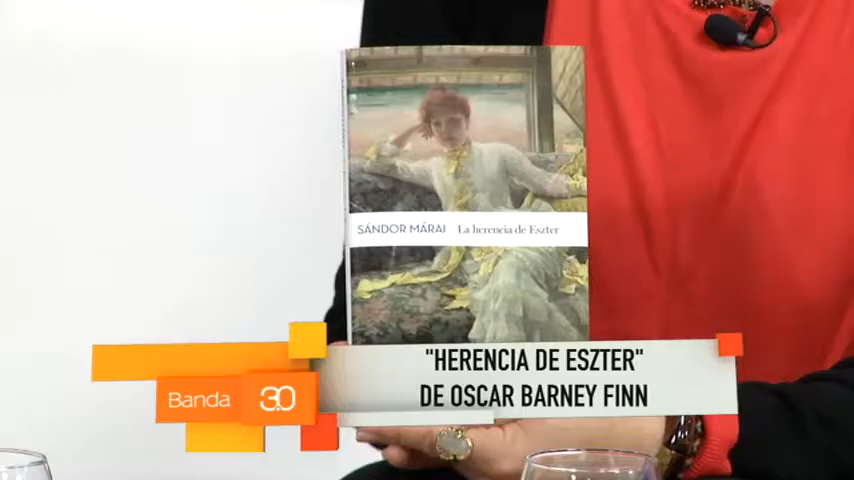 SÁNDOR MÁRAI La herencia de Eszter
"HERENCIA DE ESZTER"
DE OSCAR BARNEY FINN
Banda 3.0